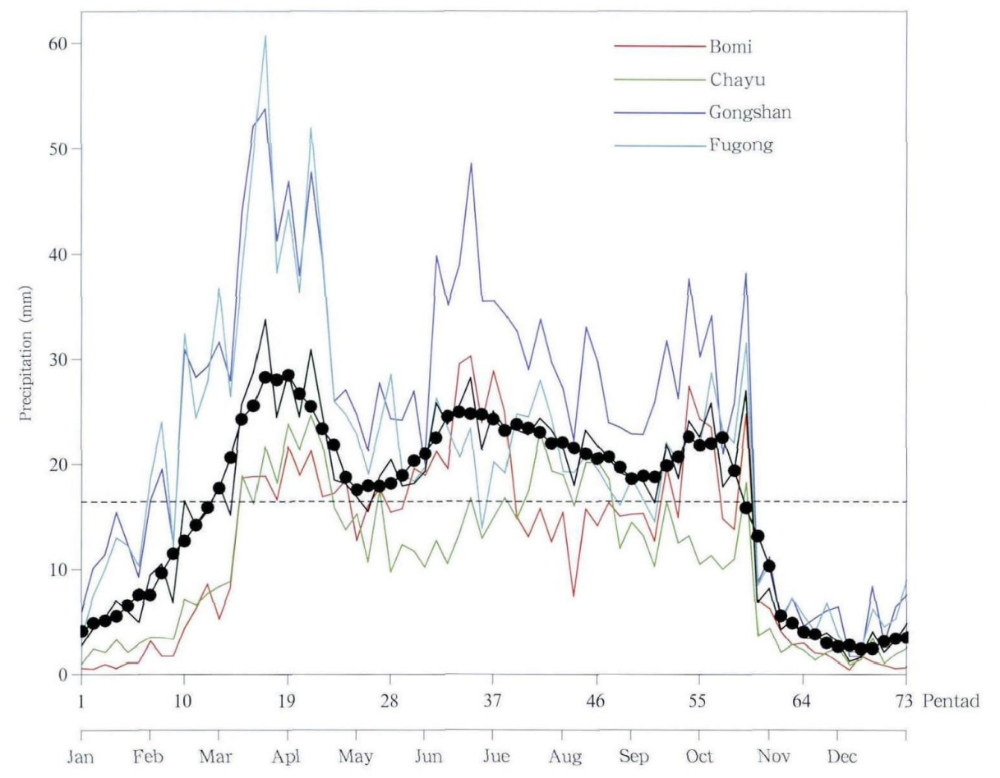 60
50
40
30
20
10
0
Precipitation (mm)
Bomi
Chayu
Gongshan
Fugong
1 10 19 28 37 46 55 64 73 Pentad
Jan Feb Mar Apl May Jun Jue Aug Sep Oct Nov Dec